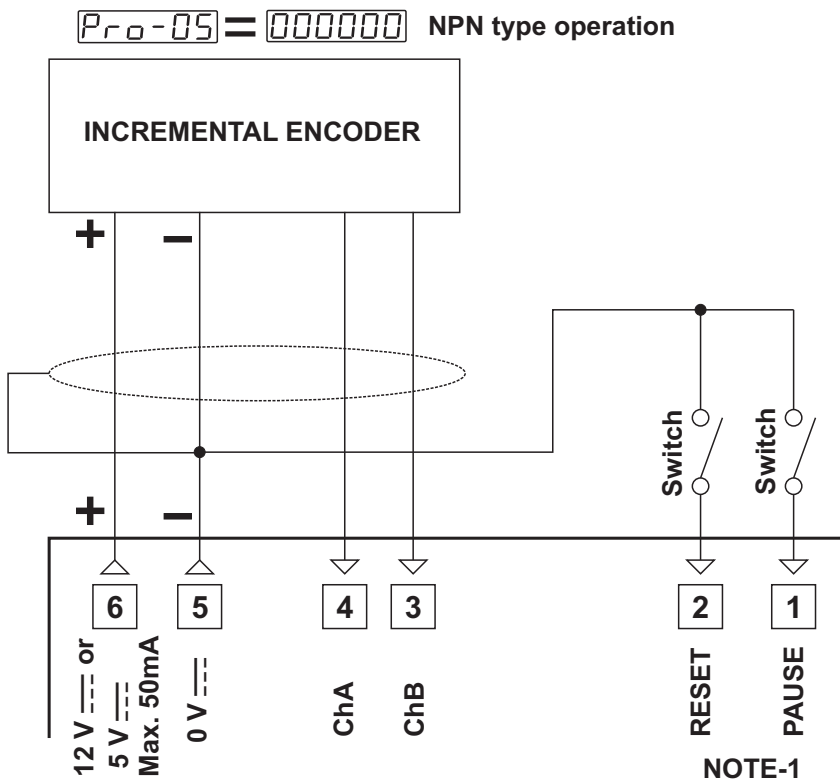 Pro-05 = 000000 NPN type operation
INCREMENTAL ENCODER
+ −
Switch
Switch
+ −
6
5
4
3
2
1
12 V or
5 V
Max. 50mA
0 V
ChA
ChB
RESET
PAUSE
NOTE-1